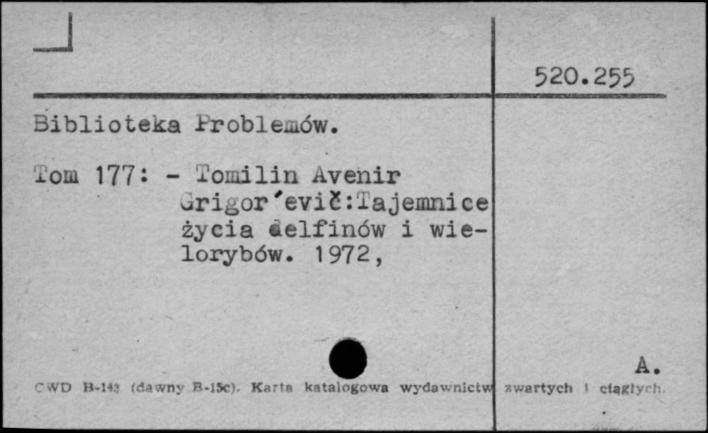 520.255
Biblioteka Problemów.
Tom 177: - Tomilin Avenir
Grigor'evič:Tajemnice
życia delfinów i wie-
lorybów. 1972,
A.
CWD B-143 (dawny B-15c). Karta katalogowa wydawnictw zwartych i ciągłych.